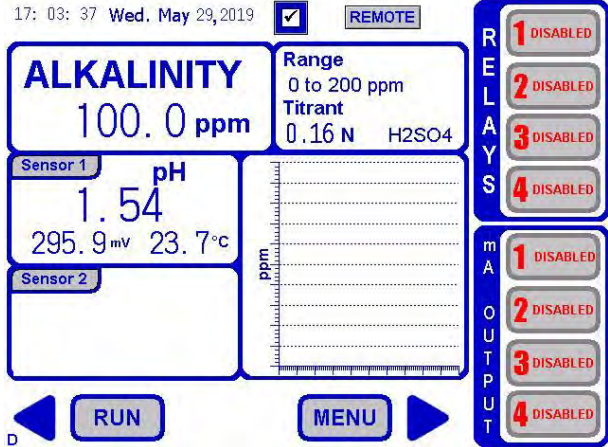 17: 03: 37 Wed. May 29, 2019 REMOTE
ALKALINITY
100. 0 ppm
Range
0 to 200 ppm
Titrant
0.16 N H2SO4
Sensor 1
pH
1. 54
295. 9 mV 23. 7 °C
Sensor 2
ppm
RUN
MENU
D
RELAYS
1 DISABLED
2 DISABLED
3 DISABLED
4 DISABLED
mA OUTPUT
1 DISABLED
2 DISABLED
3 DISABLED
4 DISABLED